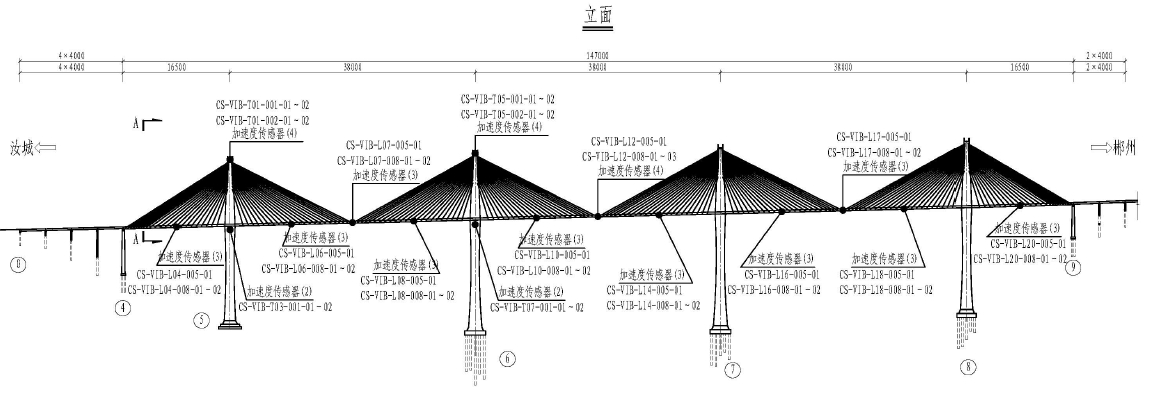 立面
4×4000
147000
2×4000
4×4000
16500
38000
38000
38000
16500
2×4000
CS-VIB-T01-001-01～02
CS-VIB-T01-002-01～02
加速度传感器(4)
CS-VIB-T05-001-01～02
CS-VIB-T05-002-01～02
加速度传感器(4)
A
汝城
CS-VIB-L07-005-01
CS-VIB-L07-008-01～02
加速度传感器(3)
CS-VIB-L12-005-01
CS-VIB-L12-008-01～03
加速度传感器(4)
CS-VIB-L17-005-01
CS-VIB-L17-008-01～02
加速度传感器(3)
郴州
A
加速度传感器(3)
CS-VIB-L04-005-01
CS-VIB-L04-008-01～02
加速度传感器(3)
CS-VIB-L06-005-01
CS-VIB-L06-008-01～02
加速度传感器(2)
CS-VIB-T03-001-01～02
加速度传感器(3)
CS-VIB-L08-005-01
CS-VIB-L08-008-01～02
加速度传感器(3)
CS-VIB-L10-005-01
CS-VIB-L10-008-01～02
加速度传感器(2)
CS-VIB-T07-001-01～02
加速度传感器(3)
CS-VIB-L14-005-01
CS-VIB-L14-008-01～02
加速度传感器(3)
CS-VIB-L16-005-01
CS-VIB-L16-008-01～02
加速度传感器(3)
CS-VIB-L18-005-01
CS-VIB-L18-008-01～02
加速度传感器(3)
CS-VIB-L20-005-01
CS-VIB-L20-008-01～02
4
5
6
7
8
9